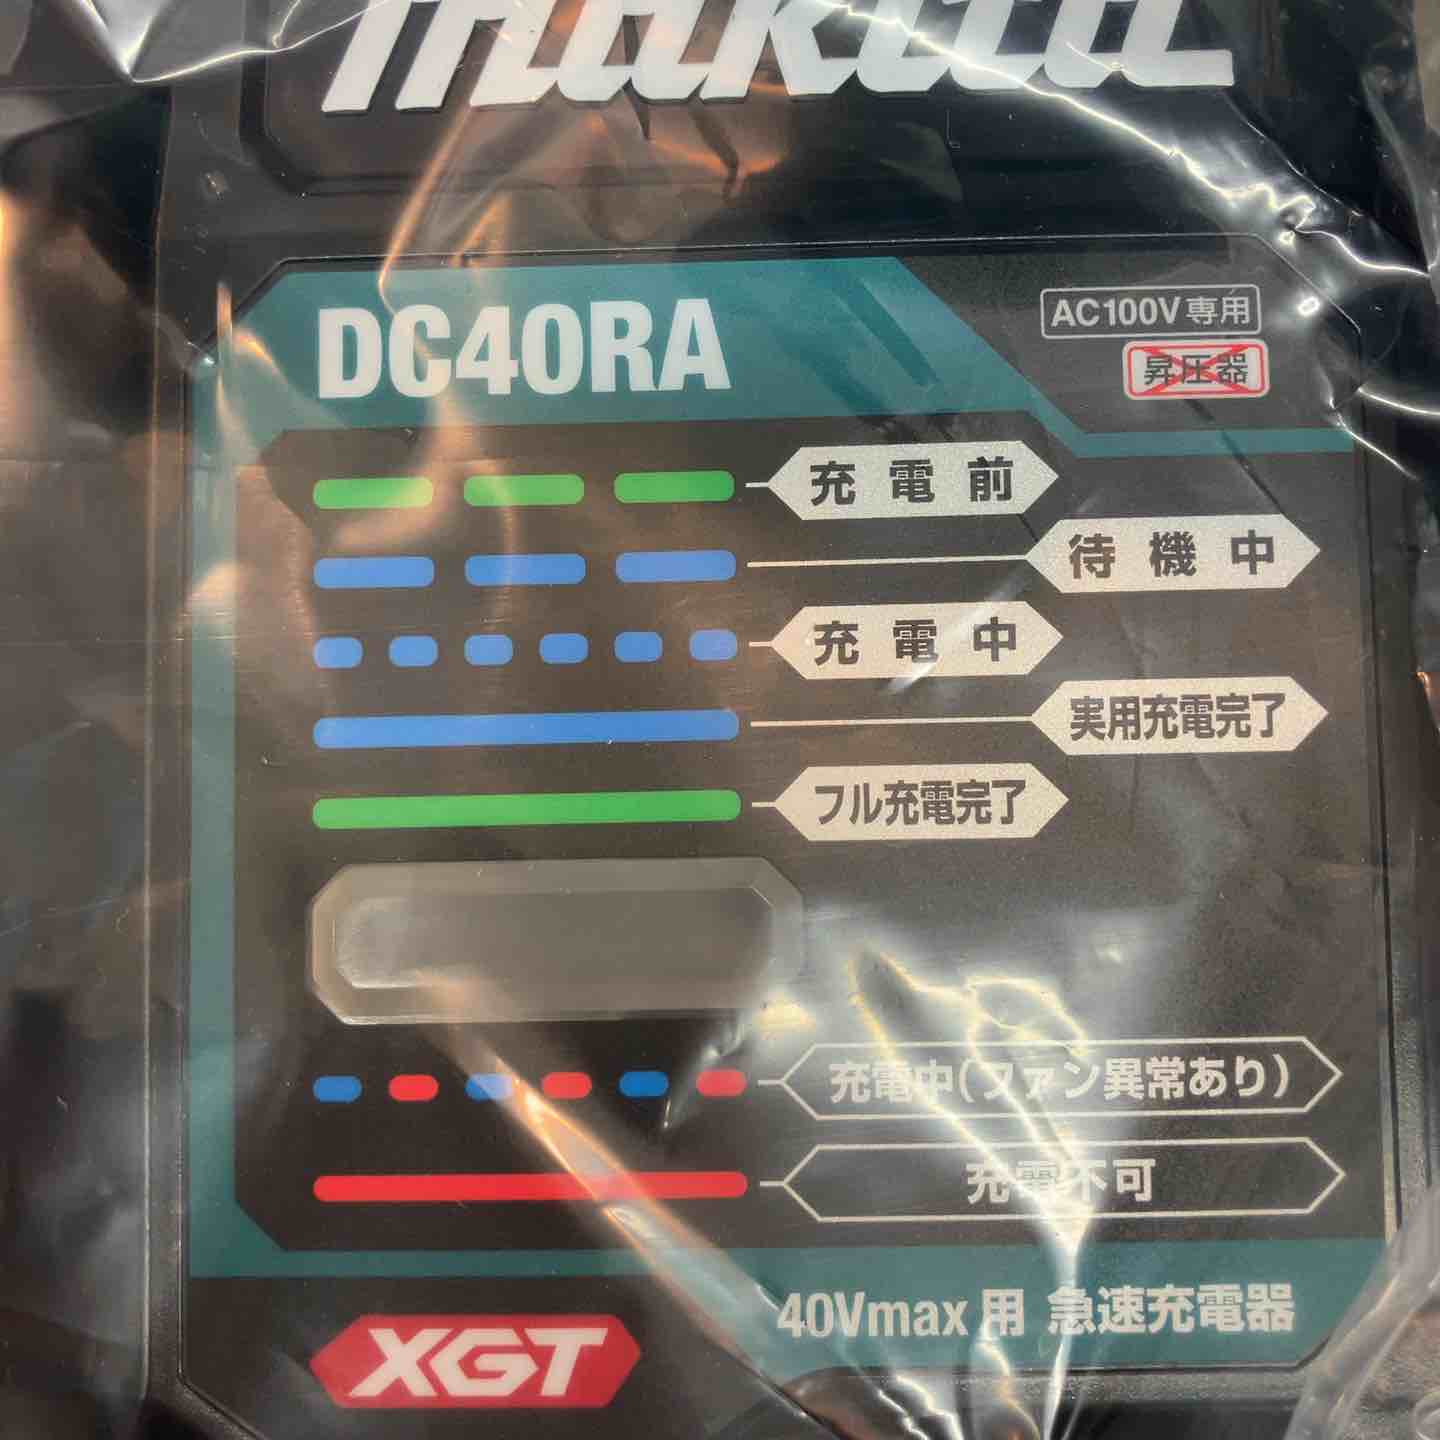 makita
DC40RA
AC100V専用
昇圧器
充電前
待機中
充電中
実用充電完了
フル充電完了
充電中(ファン異常あり)
充電不可
40Vmax用 急速充電器
XGT